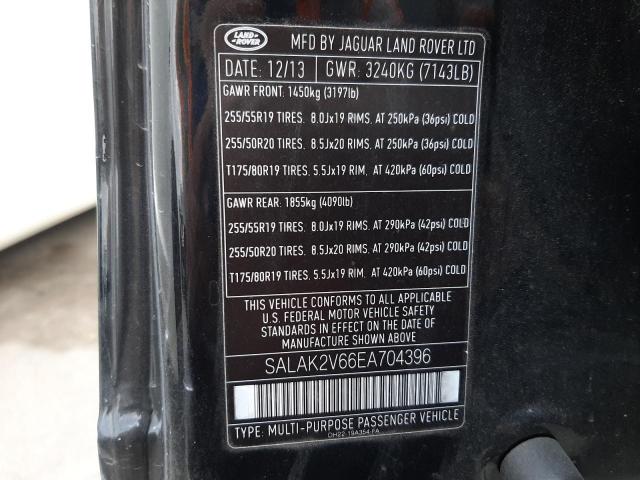 LAND ROVER
MFD BY JAGUAR LAND ROVER LTD
DATE: 12/13 GWR: 3240KG (7143LB)
GAWR FRONT: 1450kg (3197lb)
255/55R19 TIRES. 8.0Jx19 RIMS. AT 250kPa (36psi) COLD
255/50R20 TIRES. 8.5Jx20 RIMS. AT 250kPa (36psi) COLD
T175/80R19 TIRES. 5.5Jx19 RIM. AT 420kPa (60psi) COLD
GAWR REAR: 1855kg (4090lb)
255/55R19 TIRES. 8.0Jx19 RIMS. AT 290kPa (42psi) COLD
255/50R20 TIRES. 8.5Jx20 RIMS. AT 290kPa (42psi) COLD
T175/80R19 TIRES. 5.5Jx19 RIM. AT 420kPa (60psi) COLD
THIS VEHICLE CONFORMS TO ALL APPLICABLE
U.S. FEDERAL MOTOR VEHICLE SAFETY
STANDARDS IN EFFECT ON THE DATE OF
MANUFACTURE SHOWN ABOVE
SALAK2V66EA704396
TYPE: MULTI-PURPOSE PASSENGER VEHICLE
DH22-19A354-FA